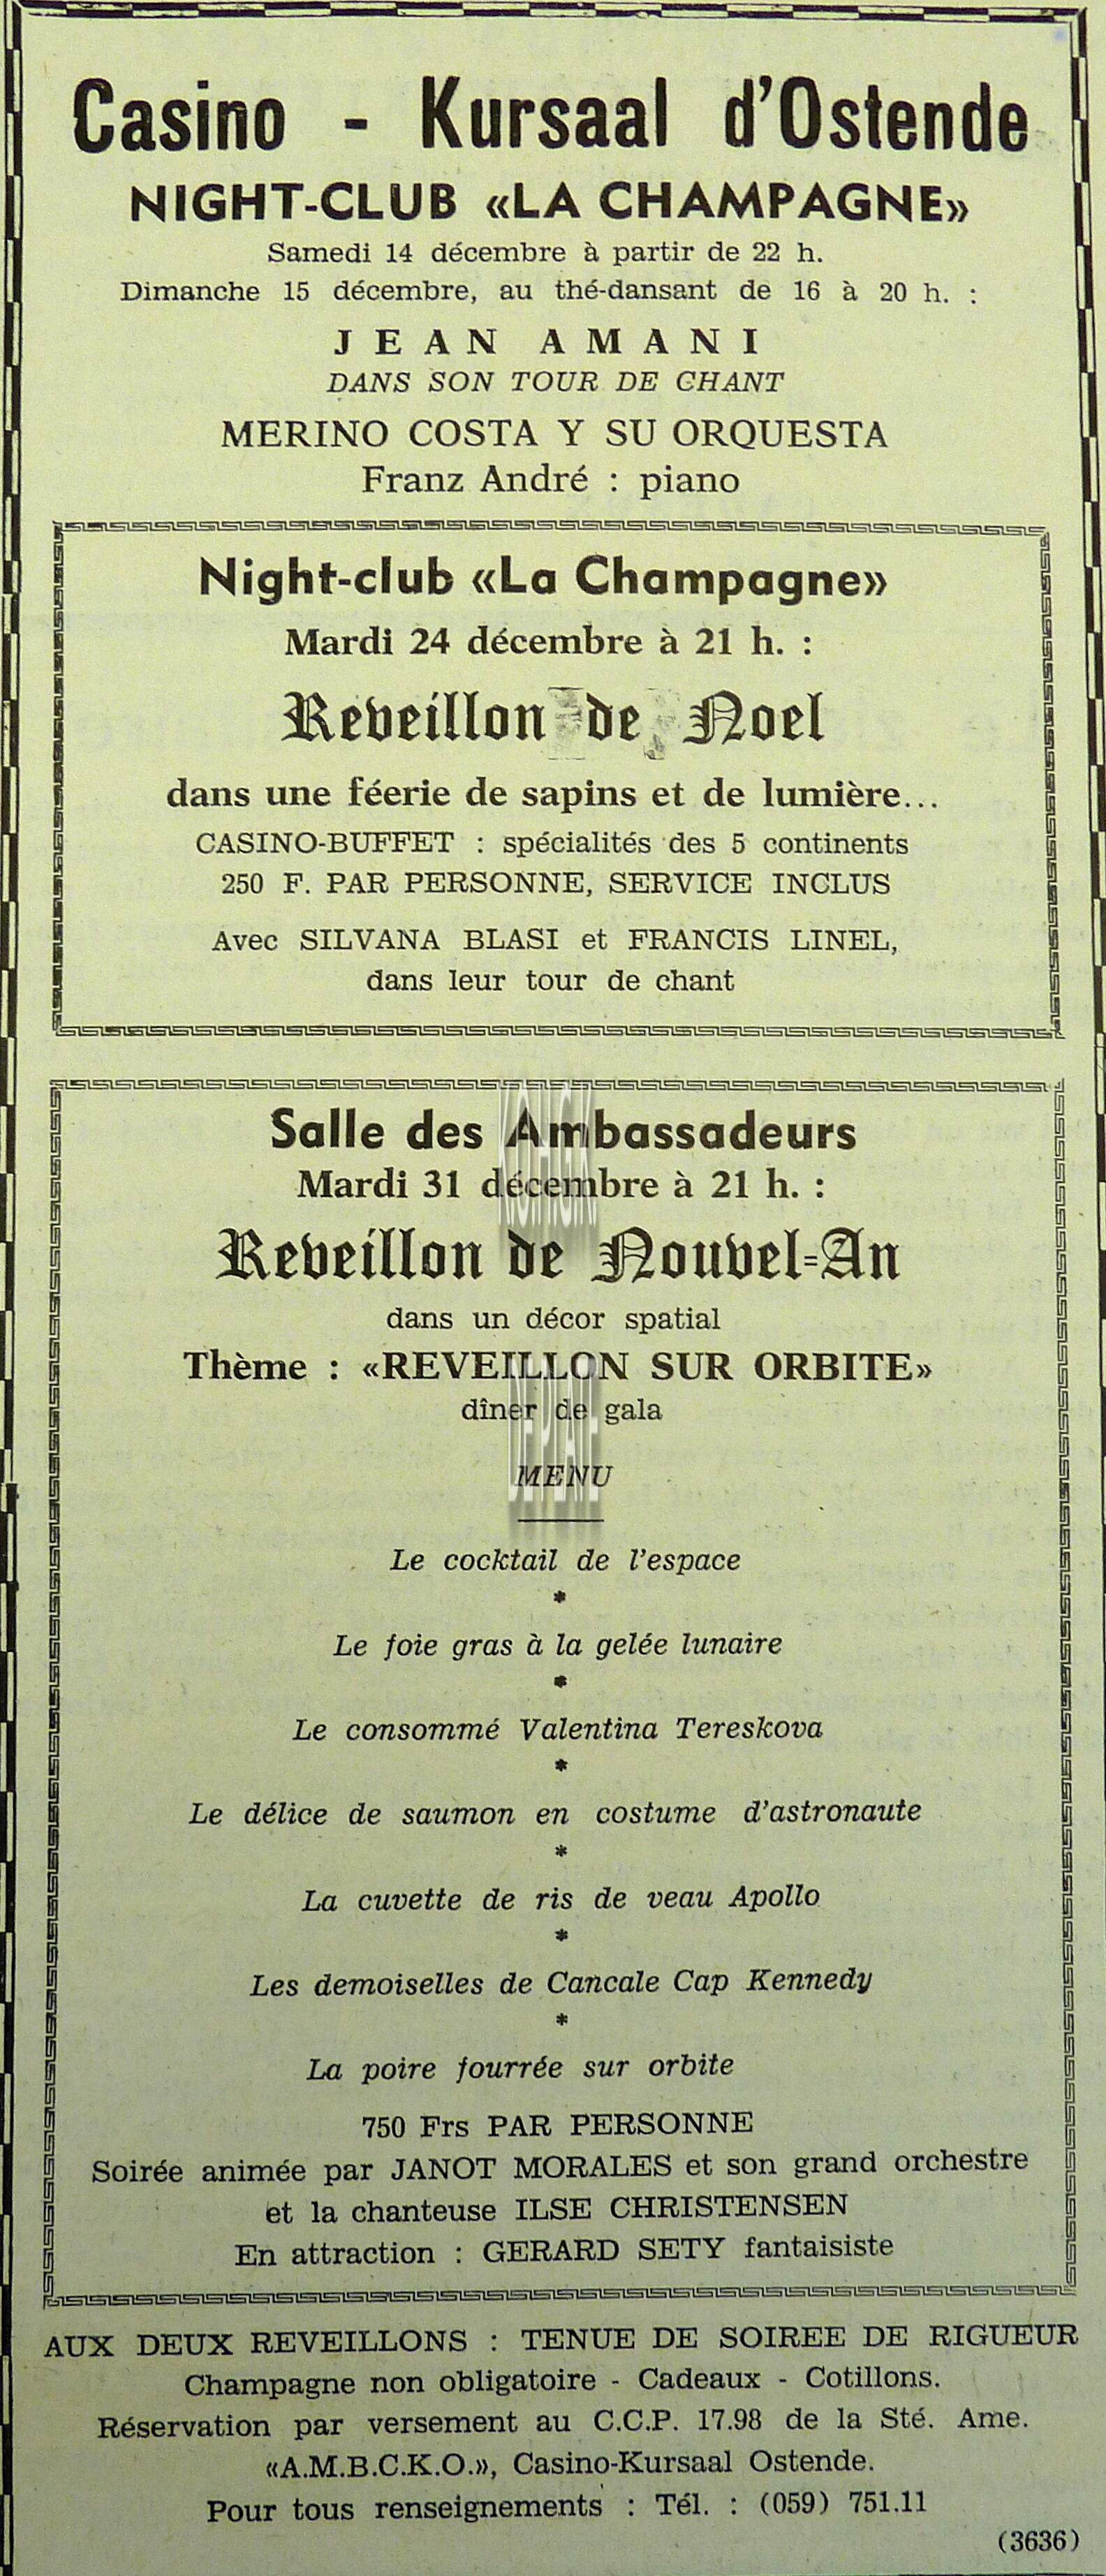 Casino - Kursaal d'Ostende
NIGHT-CLUB «LA CHAMPAGNE»
Samedi 14 décembre à partir de 22 h.
Dimanche 15 décembre, au thé-dansant de 16 à 20 h. :
JEAN AMANI
DANS SON TOUR DE CHANT
MERINO COSTA Y SU ORQUESTA
Franz André : piano
Night-club «La Champagne»
Mardi 24 décembre à 21 h. :
Reveillon de Noel
dans une féerie de sapins et de lumière...
CASINO-BUFFET : spécialités des 5 continents
250 F. PAR PERSONNE, SERVICE INCLUS
Avec SILVANA BLASI et FRANCIS LINEL,
dans leur tour de chant
Salle des Ambassadeurs
Mardi 31 décembre à 21 h. :
Reveillon de Nouvel=An
dans un décor spatial
Thème : «REVEILLON SUR ORBITE»
dîner de gala
MENU
Le cocktail de l'espace
*
Le foie gras à la gelée lunaire
*
Le consommé Valentina Tereskova
*
Le délice de saumon en costume d'astronaute
*
La cuvette de ris de veau Apollo
*
Les demoiselles de Cancale Cap Kennedy
*
La poire fourrée sur orbite
750 Frs PAR PERSONNE
Soirée animée par JANOT MORALES et son grand orchestre
et la chanteuse ILSE CHRISTENSEN
En attraction : GERARD SETY fantaisiste
AUX DEUX REVEILLONS : TENUE DE SOIREE DE RIGUEUR
Champagne non obligatoire - Cadeaux - Cotillons.
Réservation par versement au C.C.P. 17.98 de la Sté. Ame.
«A.M.B.C.K.O.», Casino-Kursaal Ostende.
Pour tous renseignements : Tél. : (059) 751.11
(3636)